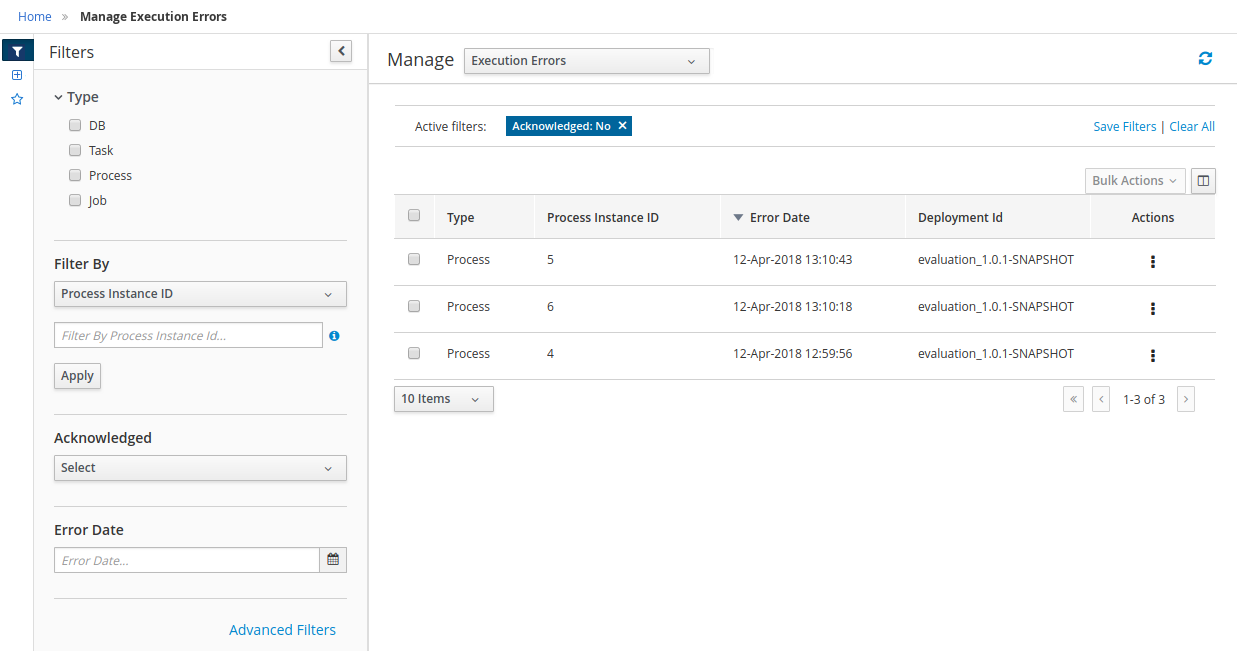 Home » Manage Execution Errors
Filters
Type
DB
Task
Process
Job
Filter By
Process Instance ID
Filter By Process Instance Id...
Apply
Acknowledged
Select
Error Date
Error Date...
Advanced Filters
Manage Execution Errors
Active filters: Acknowledged: No ✕ Save Filters | Clear All
Bulk Actions
Type Process Instance ID Error Date Deployment Id Actions
Process 5 12-Apr-2018 13:10:43 evaluation_1.0.1-SNAPSHOT
Process 6 12-Apr-2018 13:10:18 evaluation_1.0.1-SNAPSHOT
Process 4 12-Apr-2018 12:59:56 evaluation_1.0.1-SNAPSHOT
10 Items « ‹ 1-3 of 3 ›